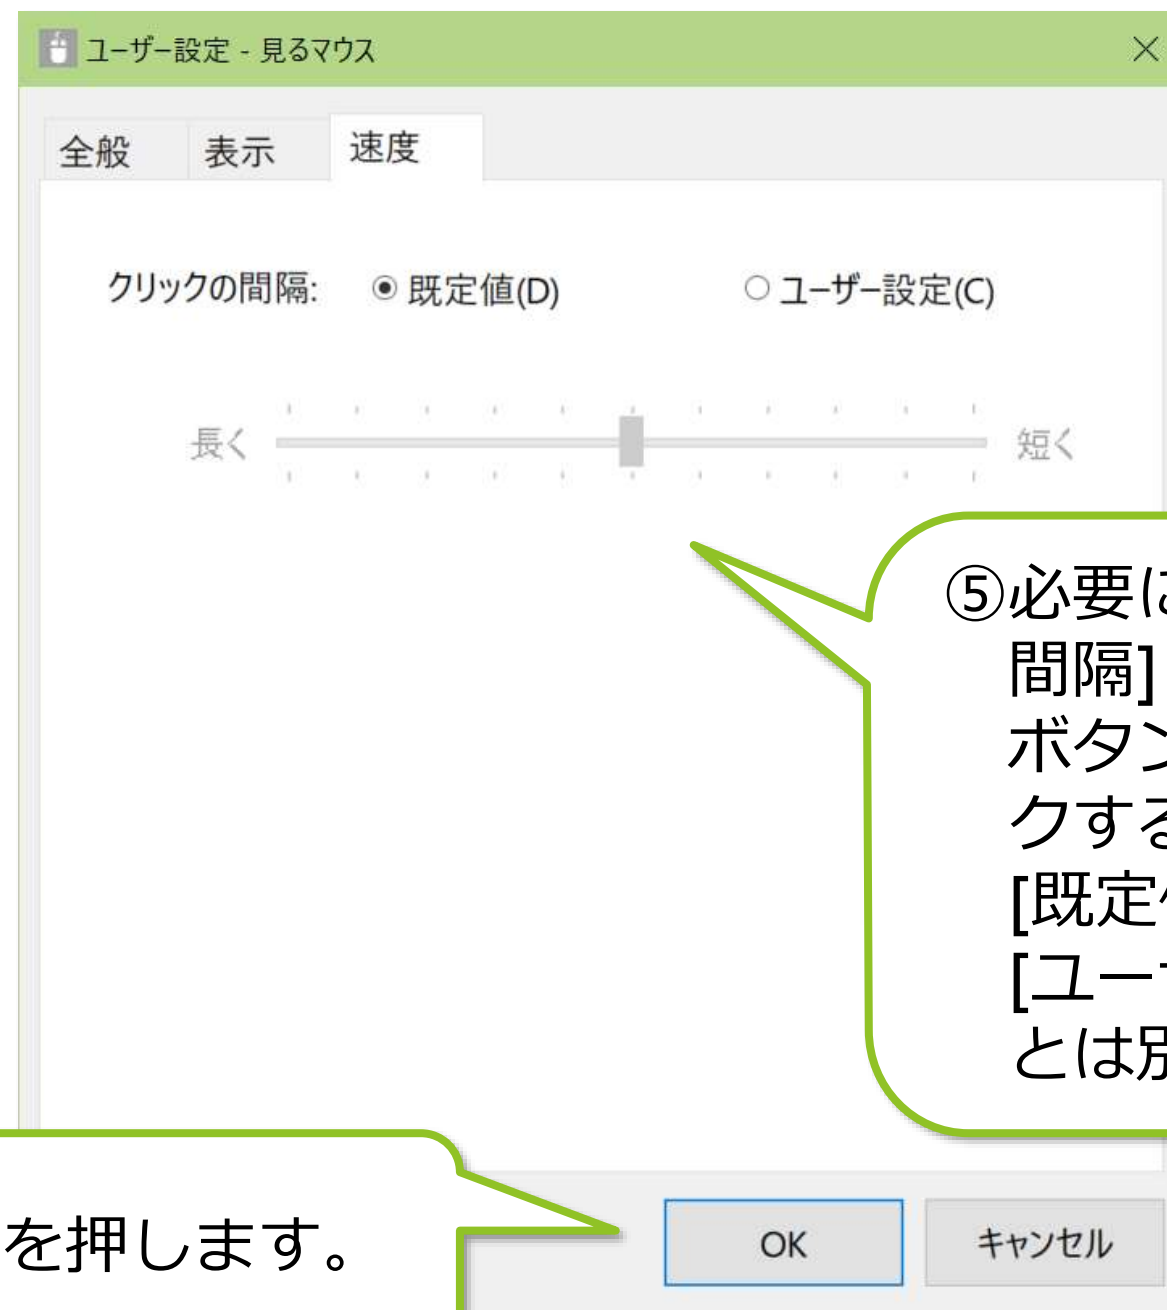 ユーザー設定 - 見るマウス
全般 表示 速度
クリックの間隔: 既定値(D) ユーザー設定(C)
長く 短く
⑤必要に
間隔]
ボタン
クする
[既定
[ユー
とは別
を押します。
OK キャンセル